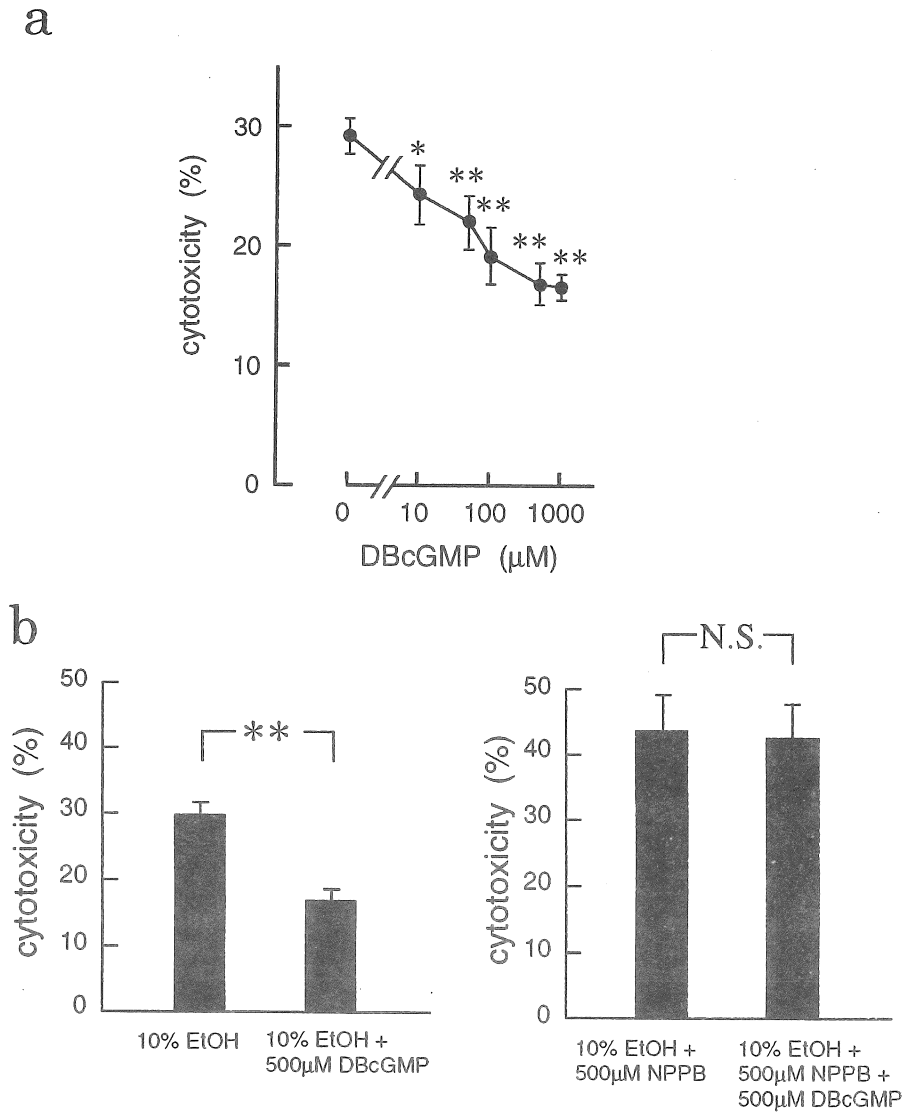 a
cytotoxicity (%)
30
20
10
0
*
**
**
**
**
0 10 100 1000
DBcGMP (μM)
b
cytotoxicity (%)
50
40
30
20
10
0
**
10% EtOH
10% EtOH +
500μM DBcGMP
cytotoxicity (%)
50
40
30
20
10
0
N.S.
10% EtOH +
500μM NPPB
10% EtOH +
500μM NPPB +
500μM DBcGMP